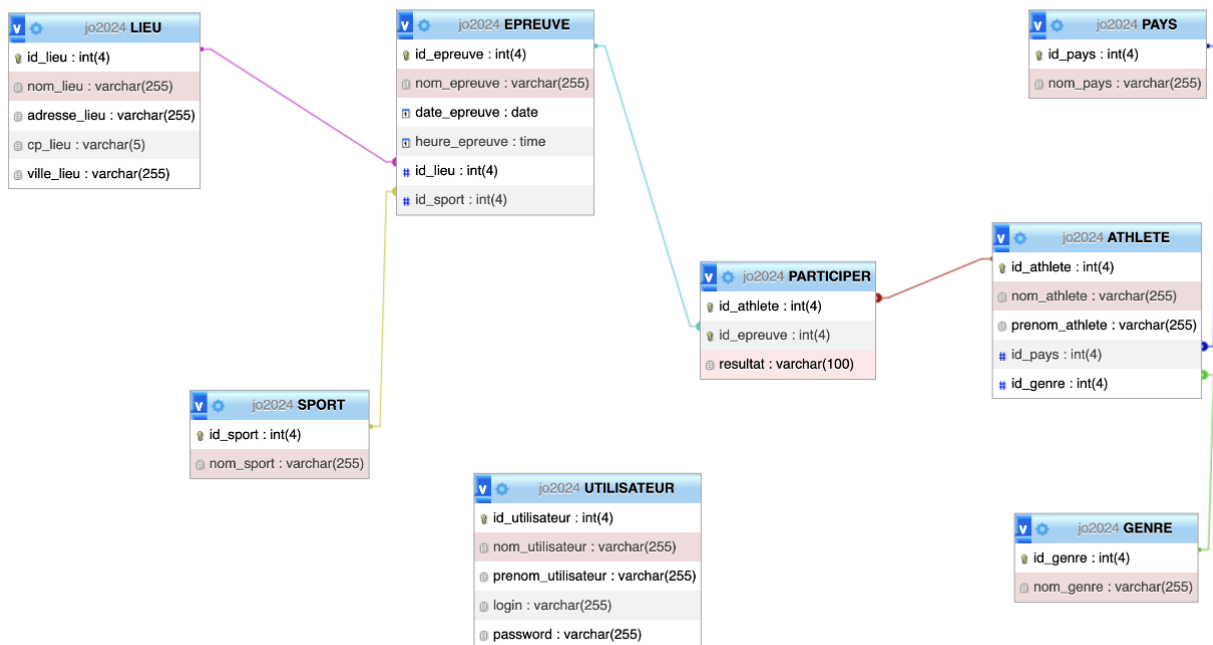 jo2024 LIEU
id_lieu : int(4)
nom_lieu : varchar(255)
adresse_lieu : varchar(255)
cp_lieu : varchar(5)
ville_lieu : varchar(255)
jo2024 EPREUVE
id_epreuve : int(4)
nom_epreuve : varchar(255)
date_epreuve : date
heure_epreuve : time
id_lieu : int(4)
id_sport : int(4)
jo2024 PAYS
id_pays : int(4)
nom_pays : varchar(255)
jo2024 ATHLETE
id_athlete : int(4)
nom_athlete : varchar(255)
prenom_athlete : varchar(255)
id_pays : int(4)
id_genre : int(4)
jo2024 PARTICIPER
id_athlete : int(4)
id_epreuve : int(4)
resultat : varchar(100)
jo2024 SPORT
id_sport : int(4)
nom_sport : varchar(255)
jo2024 UTILISATEUR
id_utilisateur : int(4)
nom_utilisateur : varchar(255)
prenom_utilisateur : varchar(255)
login : varchar(255)
password : varchar(255)
jo2024 GENRE
id_genre : int(4)
nom_genre : varchar(255)